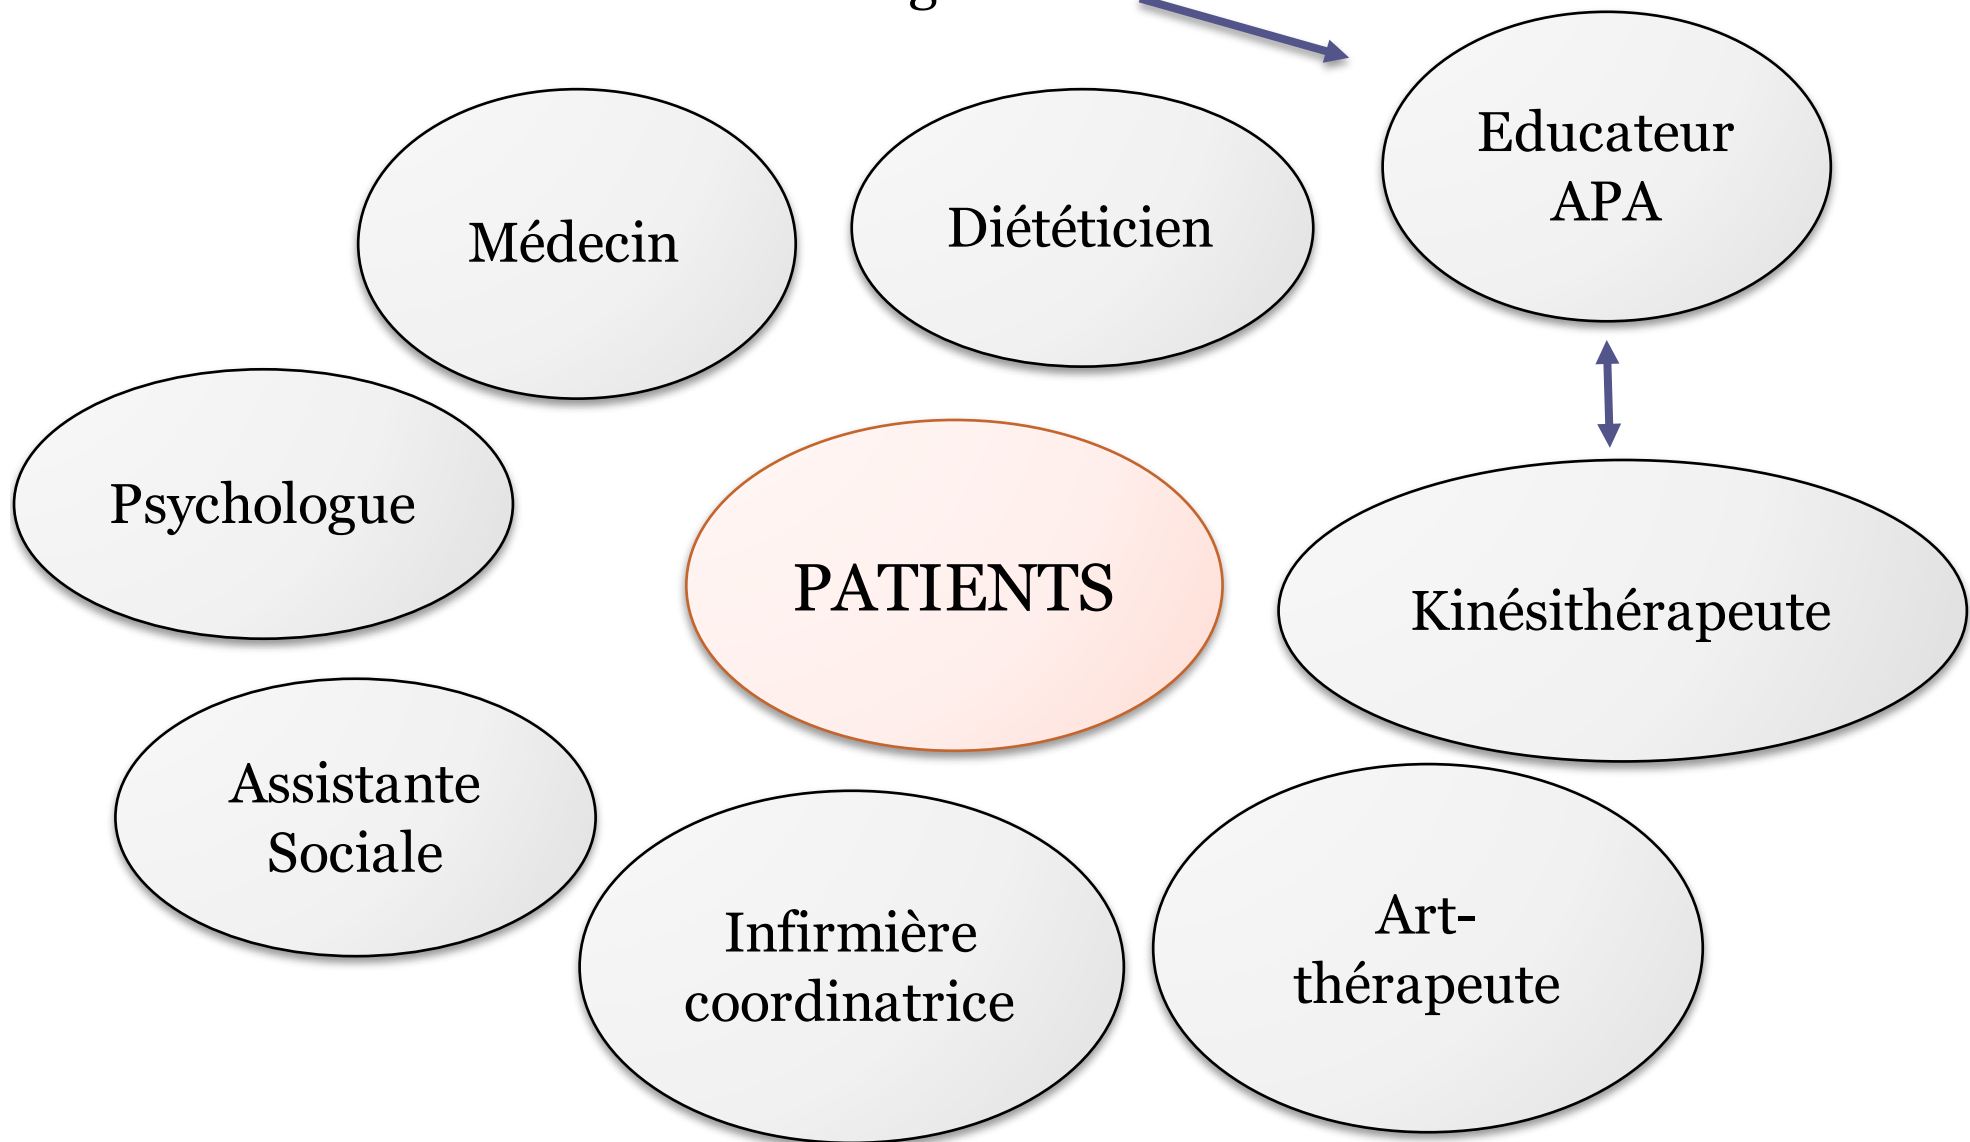 Educateur
APA
Médecin
Diététicien
Psychologue
PATIENTS
Kinésithérapeute
Assistante
Sociale
Infirmière
coordinatrice
Art-
thérapeute